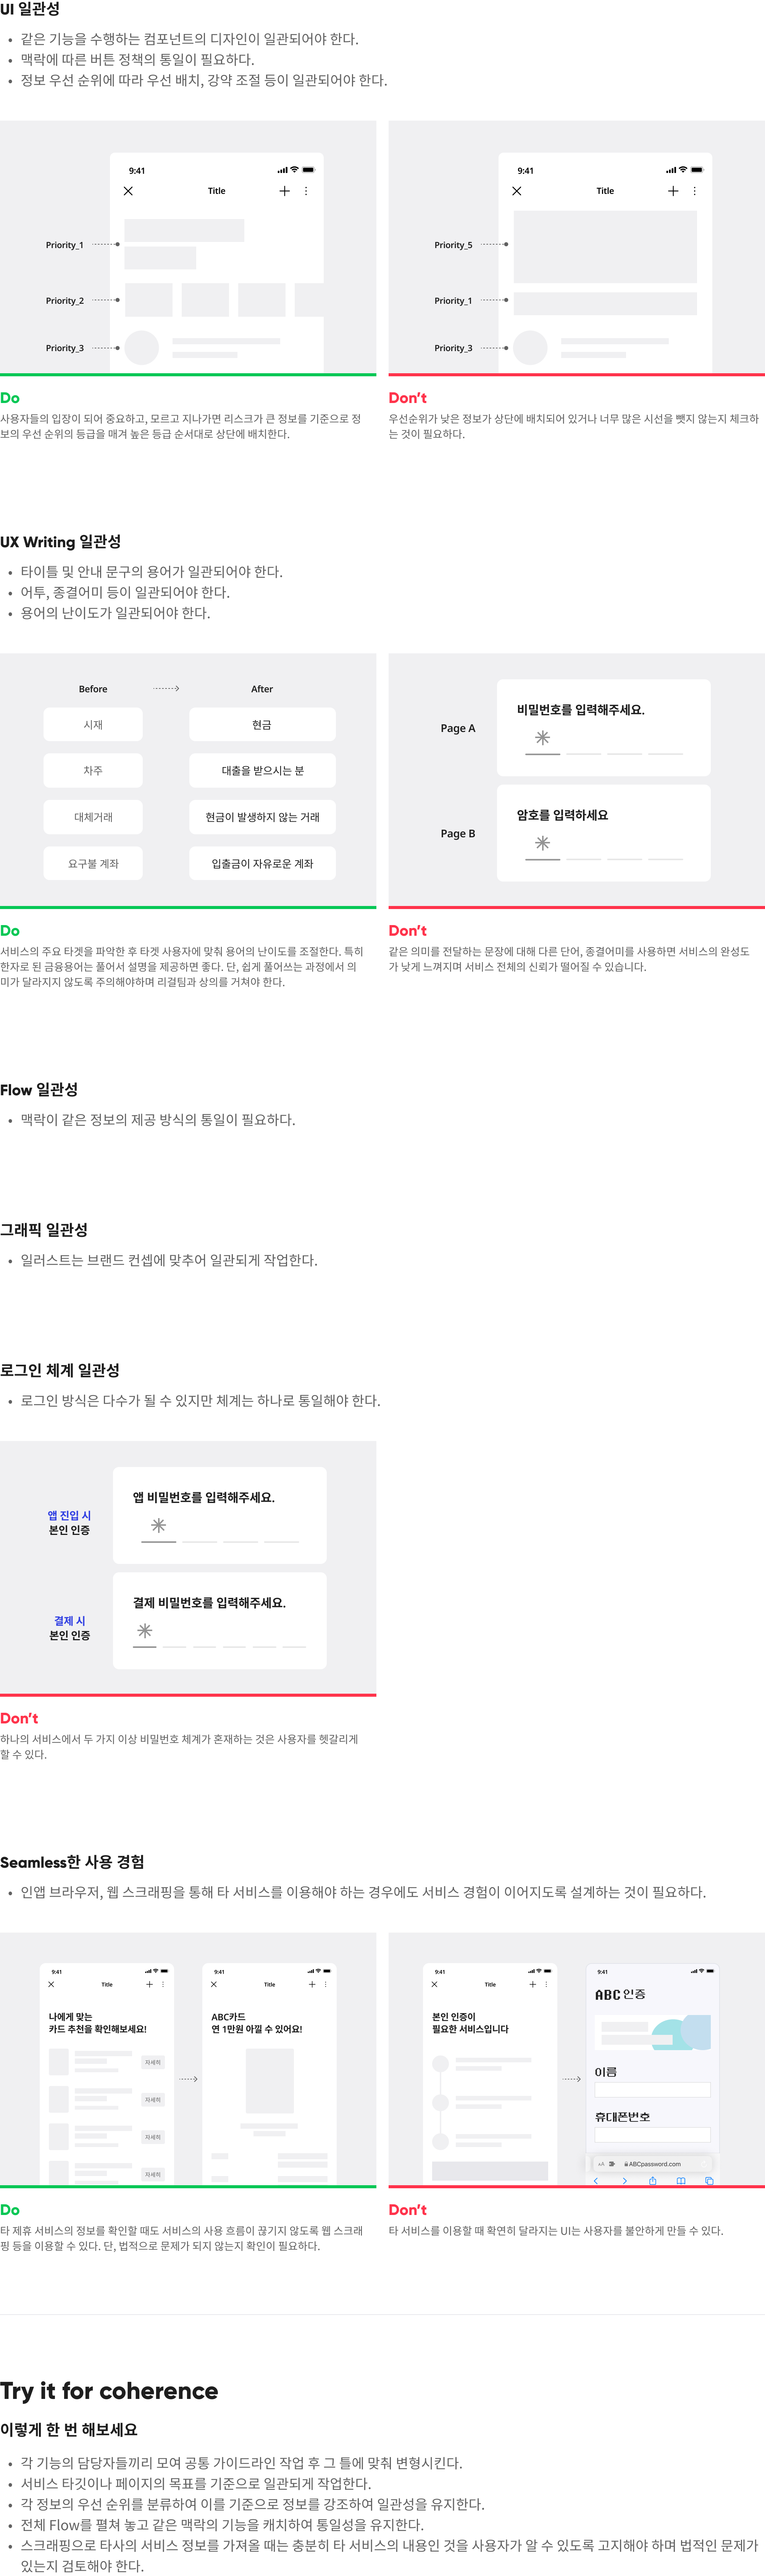 UI 일관성
• 같은 기능을 수행하는 컴포넌트의 디자인이 일관되어야 한다.
• 맥락에 따른 버튼 정책의 통일이 필요하다.
• 정보 우선 순위에 따라 우선 배치, 강약 조절 등이 일관되어야 한다.
9:41
Title
Priority_1
Priority_2
Priority_3
9:41
Title
Priority_5
Priority_1
Priority_3
Do
사용자들의 입장이 되어 중요하고, 모르고 지나가면 리스크가 큰 정보를 기준으로 정
보의 우선 순위의 등급을 매겨 높은 등급 순서대로 상단에 배치한다.
Don’t
우선순위가 낮은 정보가 상단에 배치되어 있거나 너무 많은 시선을 뺏지 않는지 체크하
는 것이 필요하다.
UX Writing 일관성
• 타이틀 및 안내 문구의 용어가 일관되어야 한다.
• 어투, 종결어미 등이 일관되어야 한다.
• 용어의 난이도가 일관되어야 한다.
Before After
시재 현금
차주 대출을 받으시는 분
대체거래 현금이 발생하지 않는 거래
요구불 계좌 입출금이 자유로운 계좌
Page A
비밀번호를 입력해주세요.
Page B
암호를 입력하세요
Do
서비스의 주요 타겟을 파악한 후 타겟 사용자에 맞춰 용어의 난이도를 조절한다. 특히
한자로 된 금융용어는 풀어서 설명을 제공하면 좋다. 단, 쉽게 풀어쓰는 과정에서 의
미가 달라지지 않도록 주의해야하며 리걸팀과 상의를 거쳐야 한다.
Don’t
같은 의미를 전달하는 문장에 대해 다른 단어, 종결어미를 사용하면 서비스의 완성도
가 낮게 느껴지며 서비스 전체의 신뢰가 떨어질 수 있습니다.
Flow 일관성
• 맥락이 같은 정보의 제공 방식의 통일이 필요하다.
그래픽 일관성
• 일러스트는 브랜드 컨셉에 맞추어 일관되게 작업한다.
로그인 체계 일관성
• 로그인 방식은 다수가 될 수 있지만 체계는 하나로 통일해야 한다.
앱 진입 시
본인 인증
앱 비밀번호를 입력해주세요.
결제 시
본인 인증
결제 비밀번호를 입력해주세요.
Don’t
하나의 서비스에서 두 가지 이상 비밀번호 체계가 혼재하는 것은 사용자를 헷갈리게
할 수 있다.
Seamless한 사용 경험
• 인앱 브라우저, 웹 스크래핑을 통해 타 서비스를 이용해야 하는 경우에도 서비스 경험이 이어지도록 설계하는 것이 필요하다.
9:41
Title
나에게 맞는
카드 추천을 확인해보세요!
자세히
자세히
자세히
자세히
9:41
Title
ABC카드
연 1만원 아낄 수 있어요!
9:41
Title
본인 인증이
필요한 서비스입니다
9:41
ABC 인증
이름
휴대폰번호
AA ABCpassword.com
Do
타 제휴 서비스의 정보를 확인할 때도 서비스의 사용 흐름이 끊기지 않도록 웹 스크래
핑 등을 이용할 수 있다. 단, 법적으로 문제가 되지 않는지 확인이 필요하다.
Don’t
타 서비스를 이용할 때 확연히 달라지는 UI는 사용자를 불안하게 만들 수 있다.
Try it for coherence
이렇게 한 번 해보세요
• 각 기능의 담당자들끼리 모여 공통 가이드라인 작업 후 그 틀에 맞춰 변형시킨다.
• 서비스 타깃이나 페이지의 목표를 기준으로 일관되게 작업한다.
• 각 정보의 우선 순위를 분류하여 이를 기준으로 정보를 강조하여 일관성을 유지한다.
• 전체 Flow를 펼쳐 놓고 같은 맥락의 기능을 캐치하여 통일성을 유지한다.
• 스크래핑으로 타사의 서비스 정보를 가져올 때는 충분히 타 서비스의 내용인 것을 사용자가 알 수 있도록 고지해야 하며 법적인 문제가
있는지 검토해야 한다.